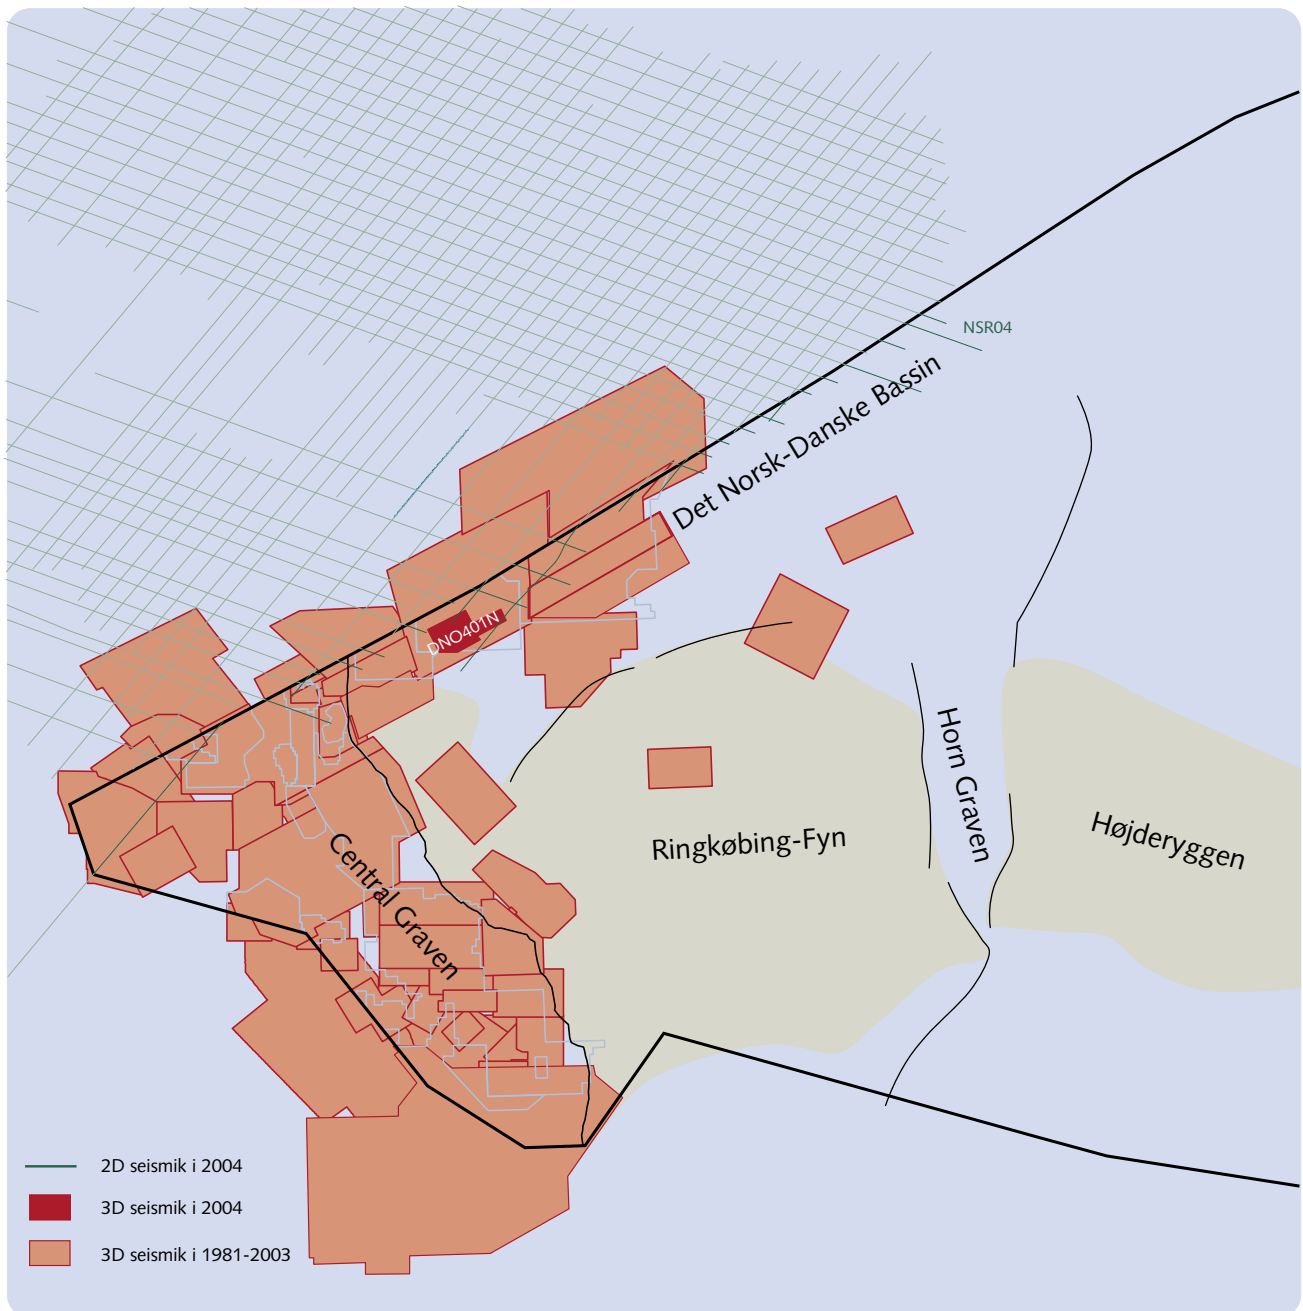 NSR04
Det Norsk-Danske Bassin
DNO401N
Horn Graven
Ringkøbing-Fyn
Højderyggen
Central Graven
2D seismik i 2004
3D seismik i 2004
3D seismik i 1981-2003